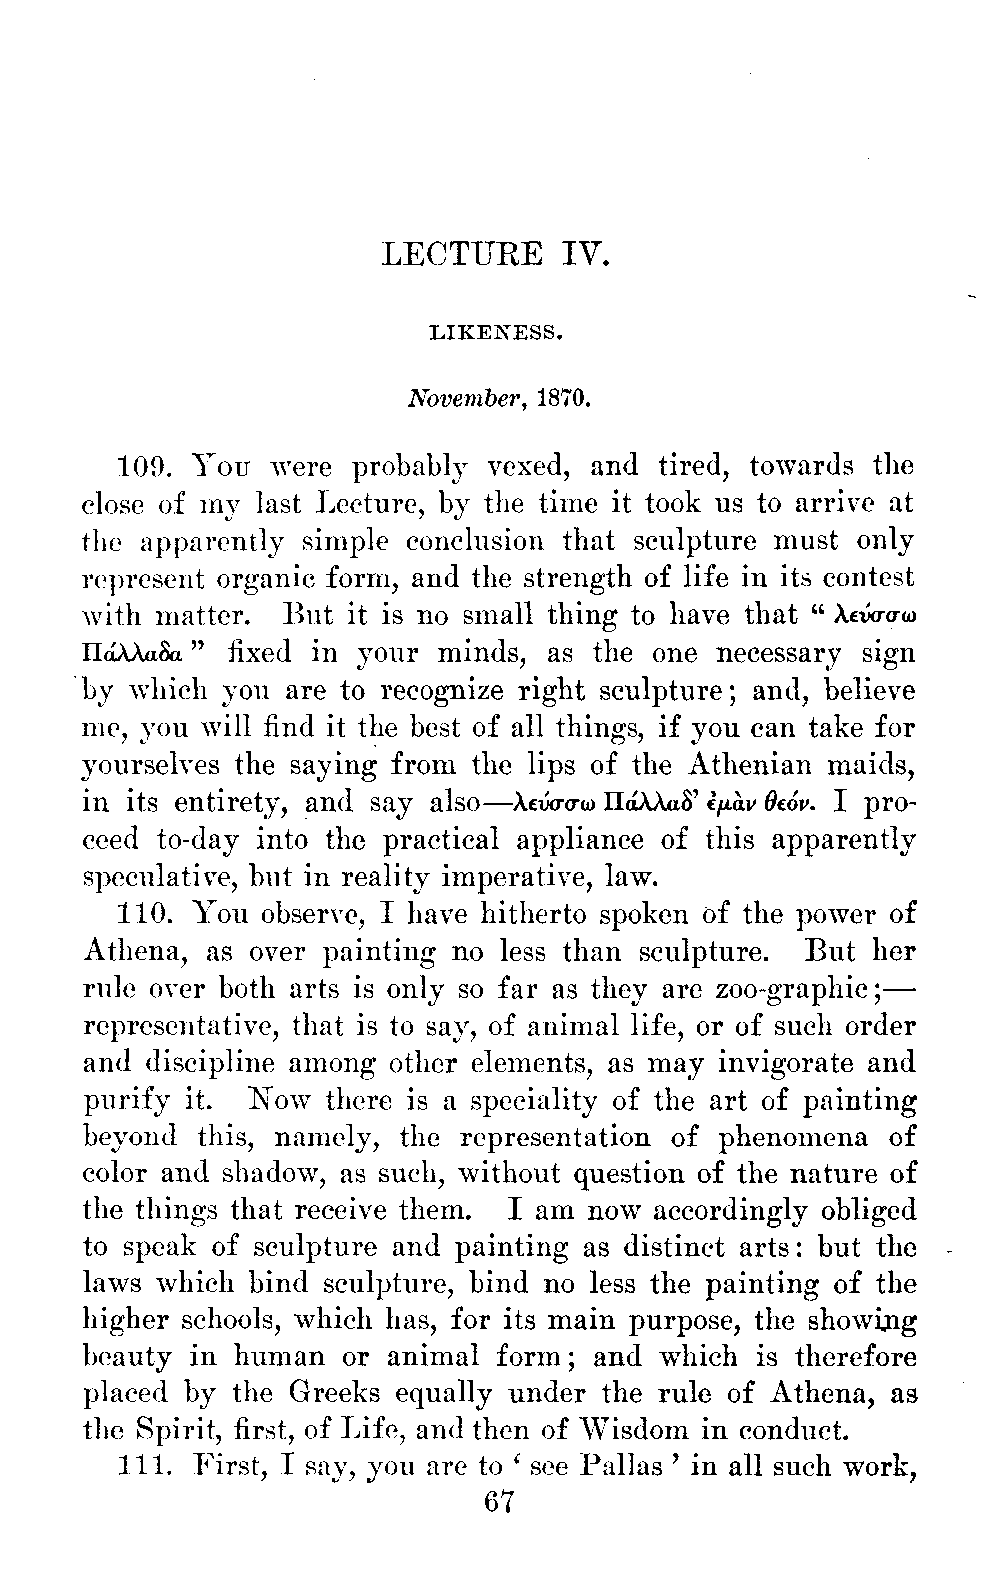 LECTURE IV.
LIKENESS.
November, 1870.
109. You were probably vexed, and tired, towards the
close of my last Lecture, by the time it took us to arrive at
the apparently simple conclusion that sculpture must only
represent organic form, and the strength of life in its contest
with matter. But it is no small thing to have that “ λεύσσω
Πάλλαδα ” fixed in your minds, as the one necessary sign
by which you are to recognize right sculpture; and, believe
me, you will find it the best of all things, if you can take for
yourselves the saying from the lips of the Athenian maids,
in its entirety, and say also—λεύσσω Πάλλαδ’ ἐμὰν θεόν. I pro-
ceed to-day into the practical appliance of this apparently
speculative, but in reality imperative, law.
110. You observe, I have hitherto spoken of the power of
Athena, as over painting no less than sculpture. But her
rule over both arts is only so far as they are zoo-graphic;—
representative, that is to say, of animal life, or of such order
and discipline among other elements, as may invigorate and
purify it. Now there is a speciality of the art of painting
beyond this, namely, the representation of phenomena of
color and shadow, as such, without question of the nature of
the things that receive them. I am now accordingly obliged
to speak of sculpture and painting as distinct arts: but the
laws which bind sculpture, bind no less the painting of the
higher schools, which has, for its main purpose, the showing
beauty in human or animal form; and which is therefore
placed by the Greeks equally under the rule of Athena, as
the Spirit, first, of Life, and then of Wisdom in conduct.
111. First, I say, you are to ‘ see Pallas ’ in all such work,
67